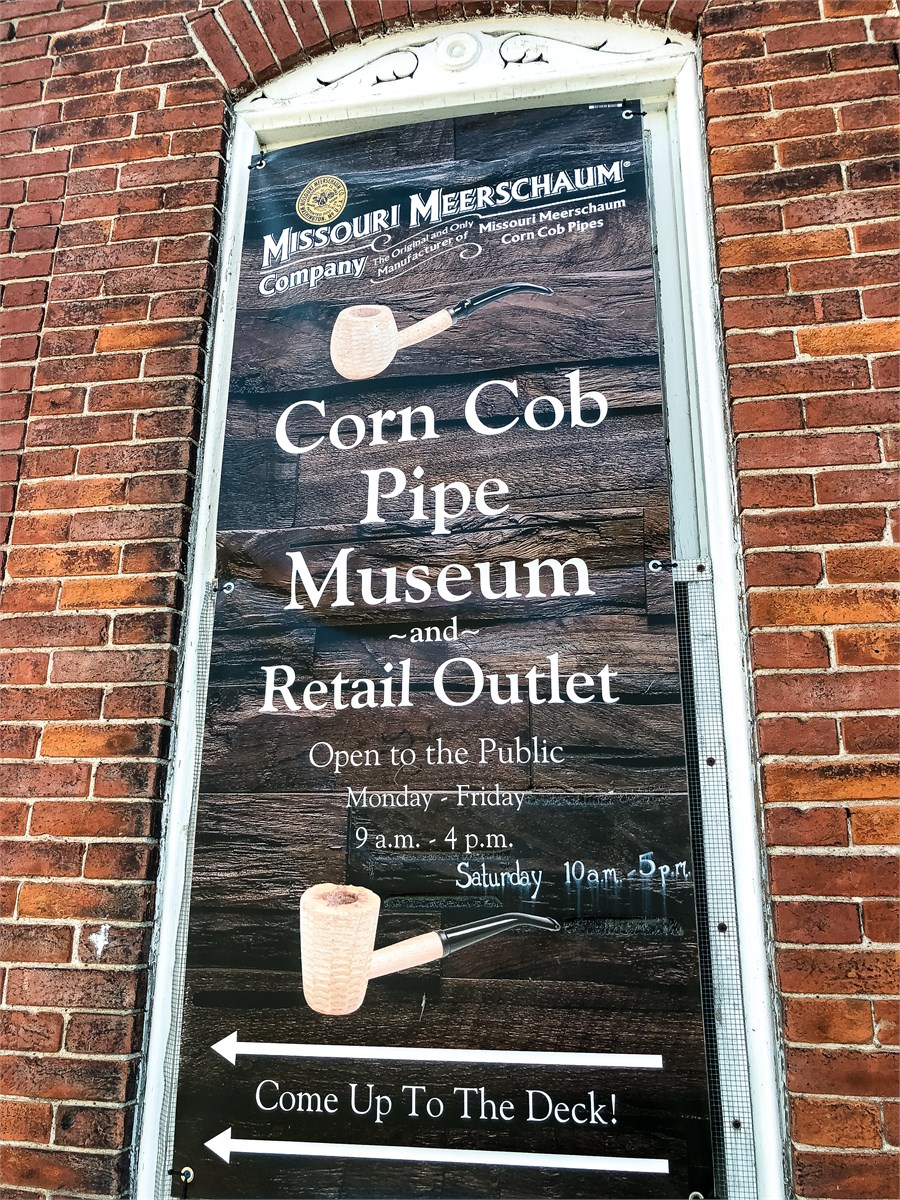 MISSOURI MEERSCHAUM®
Company
The Original and Only
Manufacturer of
Missouri Meerschaum
Corn Cob Pipes
Corn Cob
Pipe
Museum
~and~
Retail Outlet
Open to the Public
Monday - Friday
9 a.m. - 4 p.m.
Saturday 10 a.m. - 5 p.m.
Come Up To The Deck!